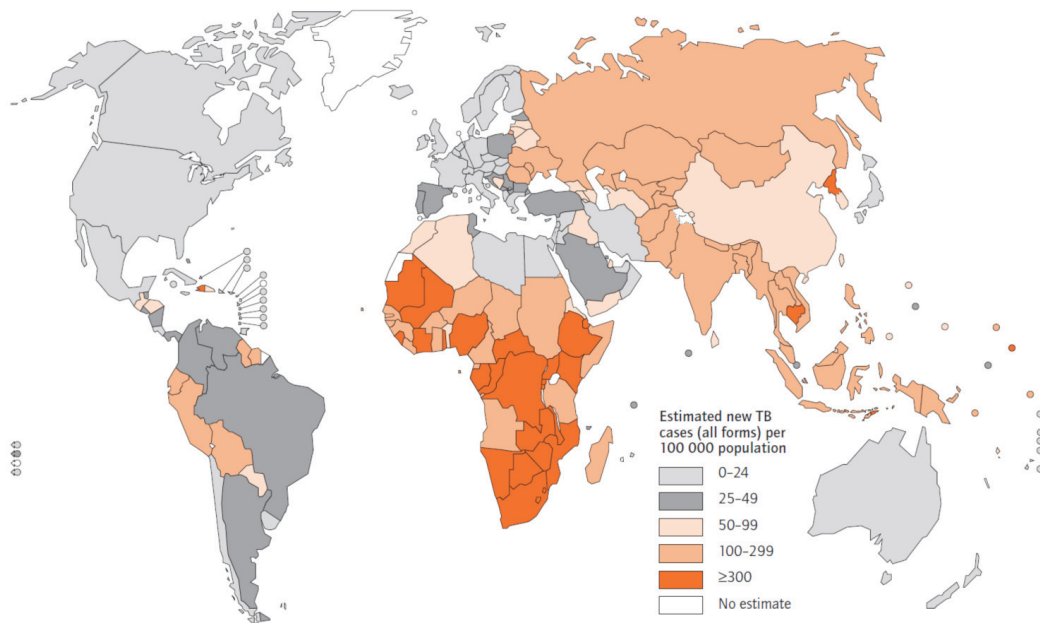 Estimated new TB
cases (all forms) per
100 000 population
0–24
25–49
50–99
100–299
≥300
No estimate